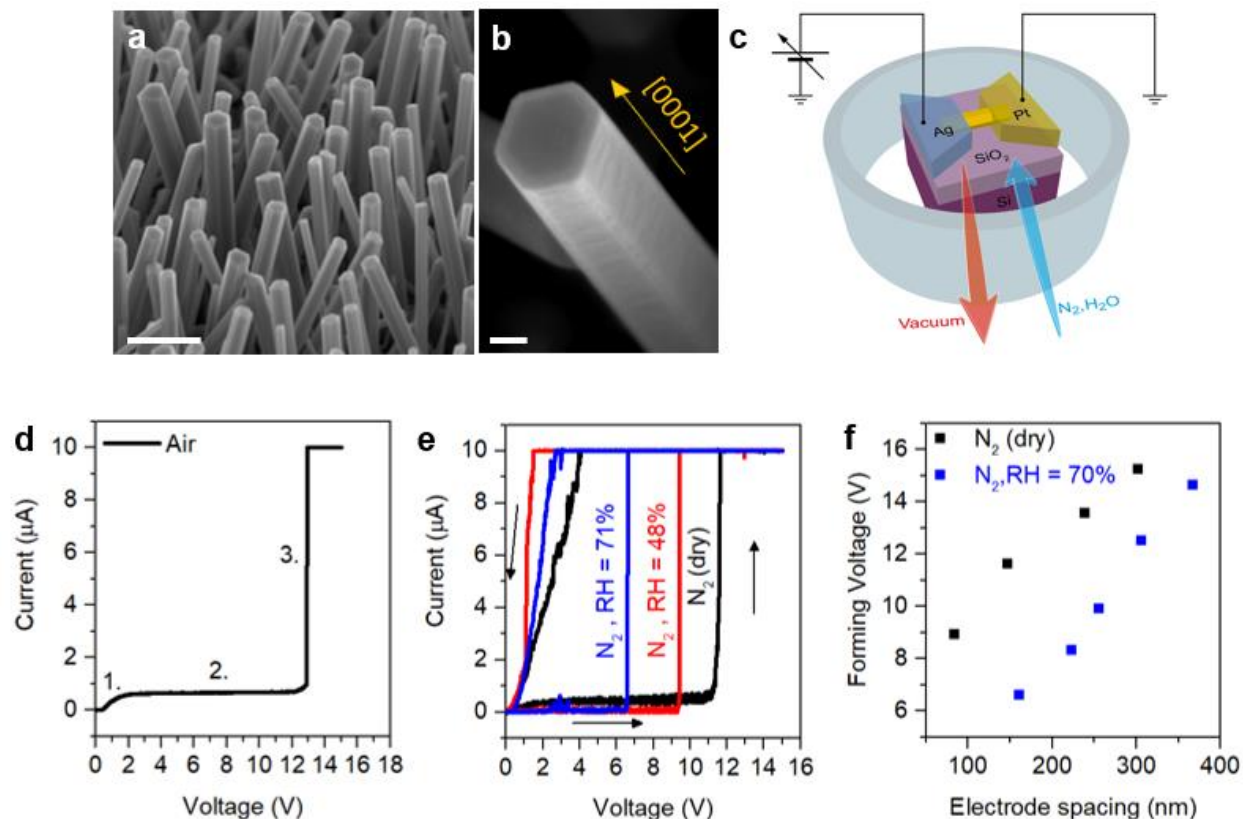 a
b
[0001]
c
Ag
Pt
SiO2
Si
Vacuum
N2,H2O
d
Air
Current (µA)
10
8
6
4
2
0
1.
2.
3.
0 2 4 6 8 10 12 14 16 18
Voltage (V)
e
Current (µA)
10
8
6
4
2
0
N2, RH = 71%
N2, RH = 48%
N2 (dry)
0 2 4 6 8 10 12 14 16
Voltage (V)
f
N2 (dry)
N2,RH = 70%
Forming Voltage (V)
16
14
12
10
8
6
100 200 300 400
Electrode spacing (nm)